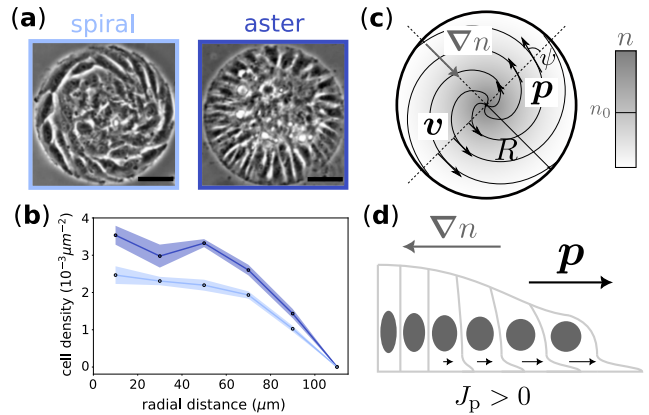 (a)
spiral
aster
(b)
cell density (10⁻³μm⁻²)
4
3
2
1
0
0 20 40 60 80 100
radial distance (μm)
(c)
∇n
ψ
p
v
R
n
n₀
(d)
∇n
p
Jₚ > 0